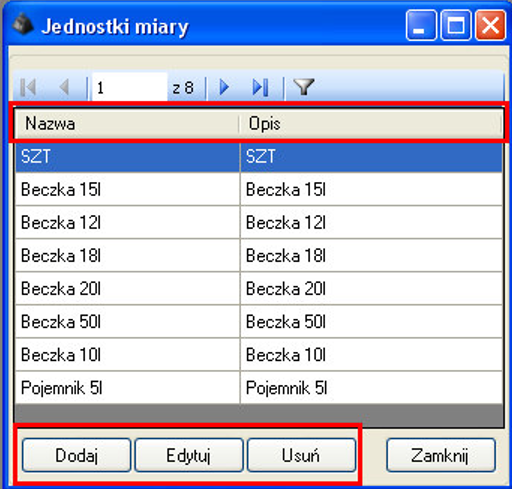 Jednostki miary
1 z 8
Nazwa Opis
SZT SZT
Beczka 15l Beczka 15l
Beczka 12l Beczka 12l
Beczka 18l Beczka 18l
Beczka 20l Beczka 20l
Beczka 50l Beczka 50l
Beczka 10l Beczka 10l
Pojemnik 5l Pojemnik 5l
Dodaj Edytuj Usuń Zamknij